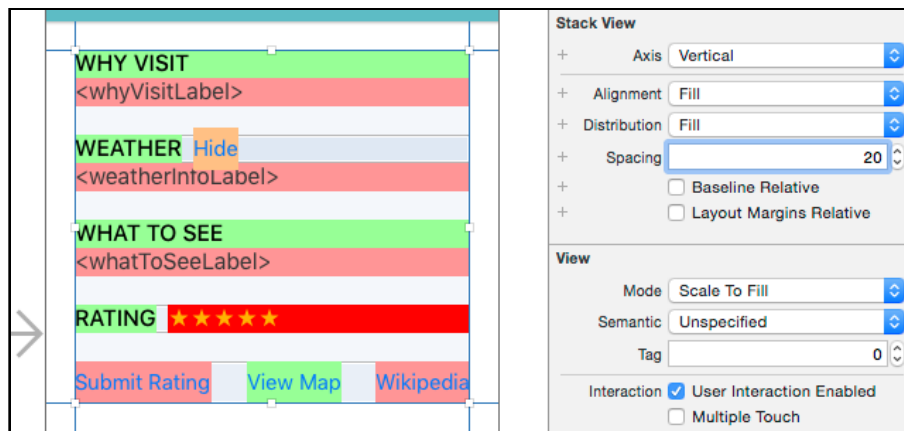 WHY VISIT
<whyVisitLabel>
WEATHER Hide
<weatherInfoLabel>
WHAT TO SEE
<whatToSeeLabel>
RATING ★★★★★
Submit Rating View Map Wikipedia
Stack View
+ Axis Vertical
+ Alignment Fill
+ Distribution Fill
+ Spacing 20
+ Baseline Relative
+ Layout Margins Relative
View
Mode Scale To Fill
Semantic Unspecified
Tag 0
Interaction User Interaction Enabled
Multiple Touch